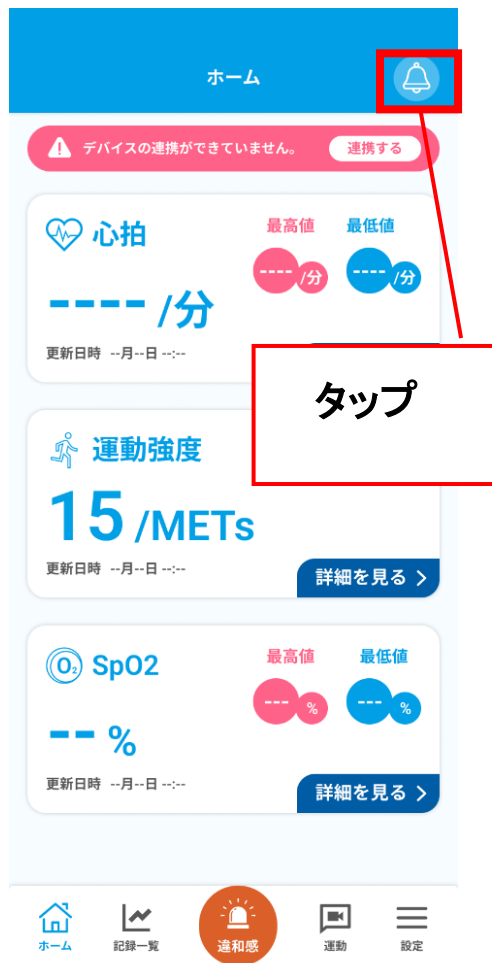 ホーム
デバイスの連携ができていません。 連携する
心拍 最高値 最低値
---- /分 ---- /分
---- /分
更新日時 --月--日 --:--
タップ
運動強度
15 /METs
更新日時 --月--日 --:--
詳細を見る
O₂ SpO2 最高値 最低値
--- % --- %
-- %
更新日時 --月--日 --:--
詳細を見る
ホーム 記録一覧 違和感 運動 設定